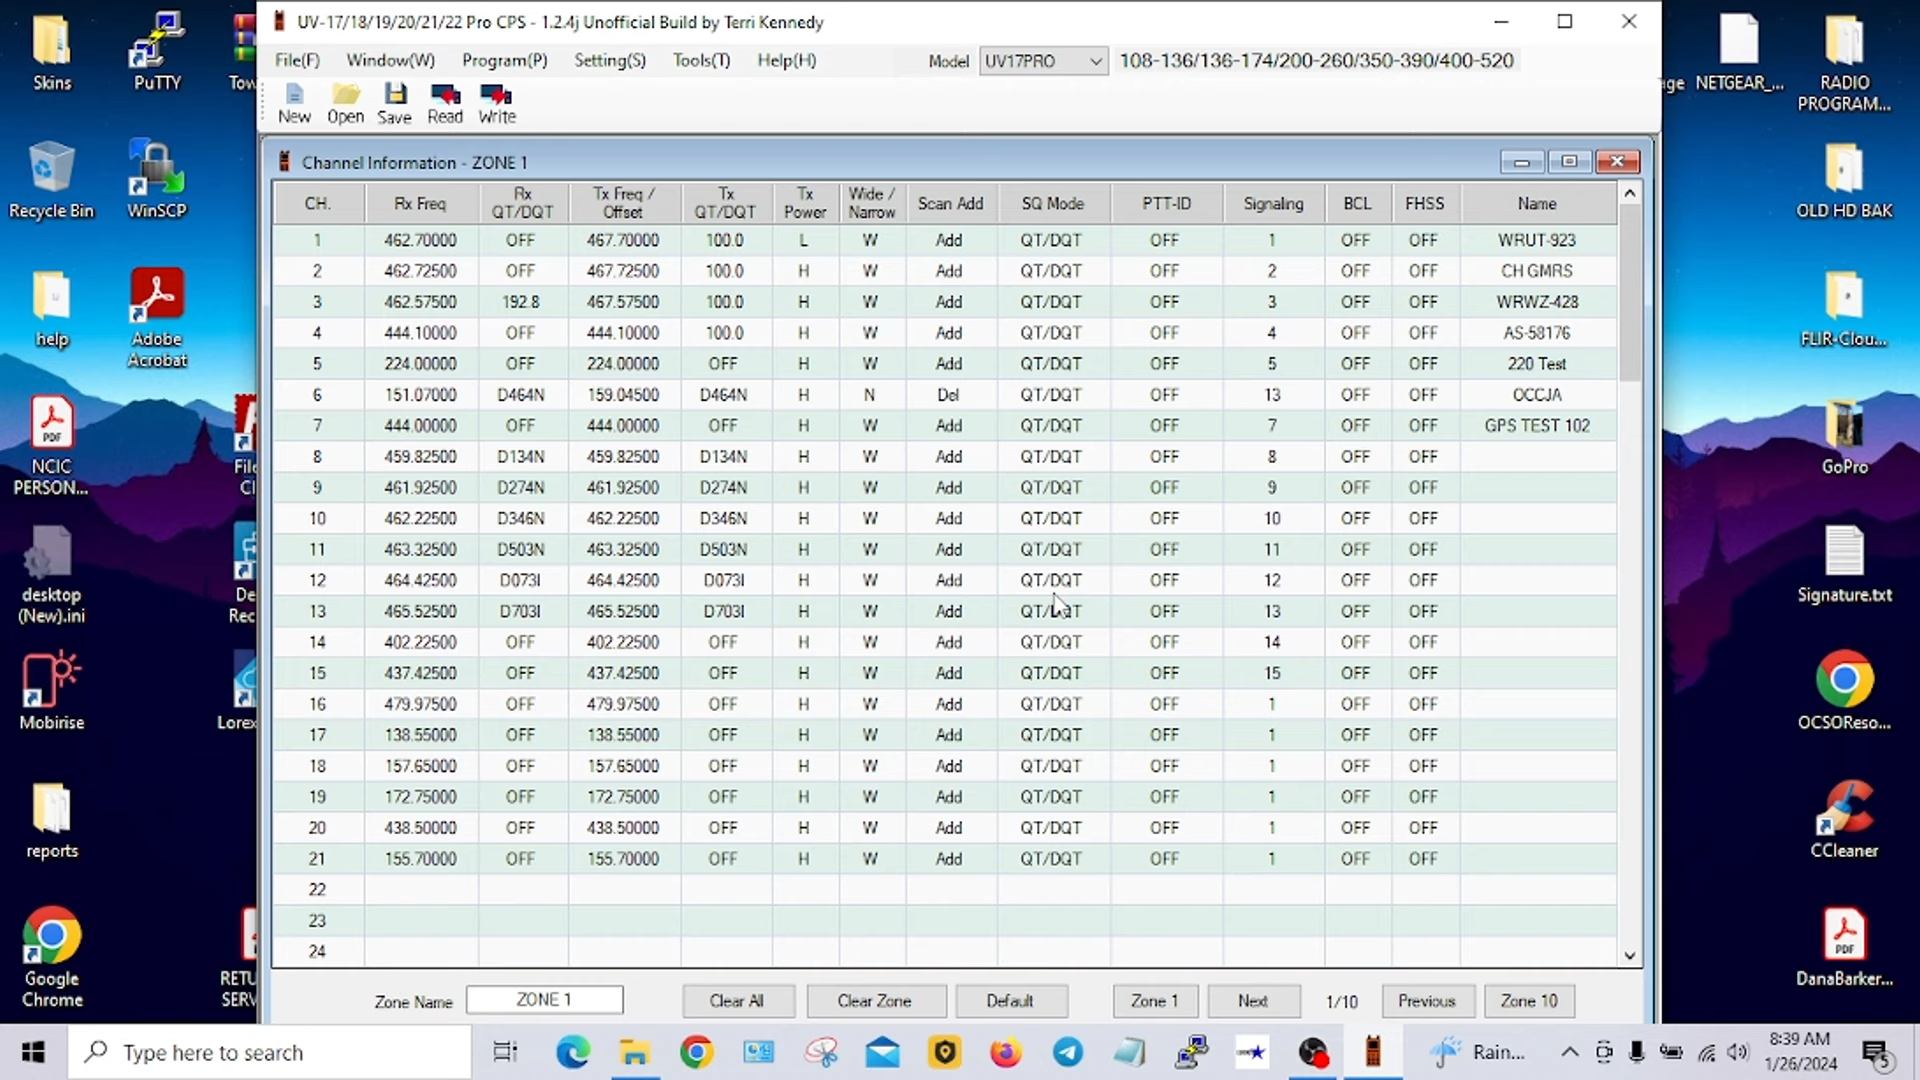 UV-17/18/19/20/21/22 Pro CPS - 1.2.4j Unofficial Build by Terri Kennedy
File(F) Window(W) Program(P) Setting(S) Tools(T) Help(H) Model UV17PRO 108-136/136-174/200-260/350-390/400-520
New Open Save Read Write
Channel Information - ZONE 1
CH. Rx Freq Rx QT/DQT Tx Freq / Offset Tx QT/DQT Tx Power Wide / Narrow Scan Add SQ Mode PTT-ID Signaling BCL FHSS Name
1 462.70000 OFF 467.70000 100.0 L W Add QT/DQT OFF 1 OFF OFF WRUT-923
2 462.72500 OFF 467.72500 100.0 H W Add QT/DQT OFF 2 OFF OFF CH GMRS
3 462.57500 192.8 467.57500 100.0 H W Add QT/DQT OFF 3 OFF OFF WRWZ-428
4 444.10000 OFF 444.10000 100.0 H W Add QT/DQT OFF 4 OFF OFF AS-58176
5 224.00000 OFF 224.00000 OFF H W Add QT/DQT OFF 5 OFF OFF 220 Test
6 151.07000 D464N 159.04500 D464N H N Del QT/DQT OFF 13 OFF OFF OCCJA
7 444.00000 OFF 444.00000 OFF H W Add QT/DQT OFF 7 OFF OFF GPS TEST 102
8 459.82500 D134N 459.82500 D134N H W Add QT/DQT OFF 8 OFF OFF
9 461.92500 D274N 461.92500 D274N H W Add QT/DQT OFF 9 OFF OFF
10 462.22500 D346N 462.22500 D346N H W Add QT/DQT OFF 10 OFF OFF
11 463.32500 D503N 463.32500 D503N H W Add QT/DQT OFF 11 OFF OFF
12 464.42500 D073I 464.42500 D073I H W Add QT/DQT OFF 12 OFF OFF
13 465.52500 D703I 465.52500 D703I H W Add QT/DQT OFF 13 OFF OFF
14 402.22500 OFF 402.22500 OFF H W Add QT/DQT OFF 14 OFF OFF
15 437.42500 OFF 437.42500 OFF H W Add QT/DQT OFF 15 OFF OFF
16 479.97500 OFF 479.97500 OFF H W Add QT/DQT OFF 1 OFF OFF
17 138.55000 OFF 138.55000 OFF H W Add QT/DQT OFF 1 OFF OFF
18 157.65000 OFF 157.65000 OFF H W Add QT/DQT OFF 1 OFF OFF
19 172.75000 OFF 172.75000 OFF H W Add QT/DQT OFF 1 OFF OFF
20 438.50000 OFF 438.50000 OFF H W Add QT/DQT OFF 1 OFF OFF
21 155.70000 OFF 155.70000 OFF H W Add QT/DQT OFF 1 OFF OFF
22
23
24
Zone Name ZONE 1 Clear All Clear Zone Default Zone 1 Next 1/10 Previous Zone 10
Skins
PuTTY
Tow
Recycle Bin
WinSCP
help
Adobe
Acrobat
PDF
NCIC
PERSON...
File
Cl
desktop
(New).ini
De
Rec
Mobirise
Lorex
reports
Google
Chrome
RETU
SERV
age
NETGEAR_...
RADIO
PROGRAM...
OLD HD BAK
FLIR-Clou...
GoPro
Signature.txt
OCSOReso...
CCleaner
PDF
DanaBarker...
Type here to search
Rain...
8:39 AM
1/26/2024
5